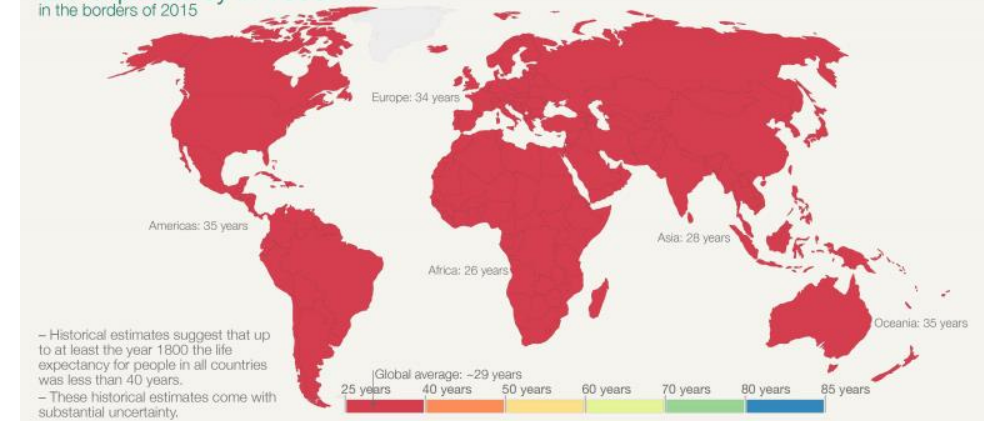 in the borders of 2015
Europe: 34 years
Americas: 35 years
Asia: 28 years
Africa: 26 years
Oceania: 35 years
– Historical estimates suggest that up
to at least the year 1800 the life
expectancy for people in all countries
was less than 40 years.
– These historical estimates come with
substantial uncertainty.
Global average: ~29 years
25 years 40 years 50 years 60 years 70 years 80 years 85 years